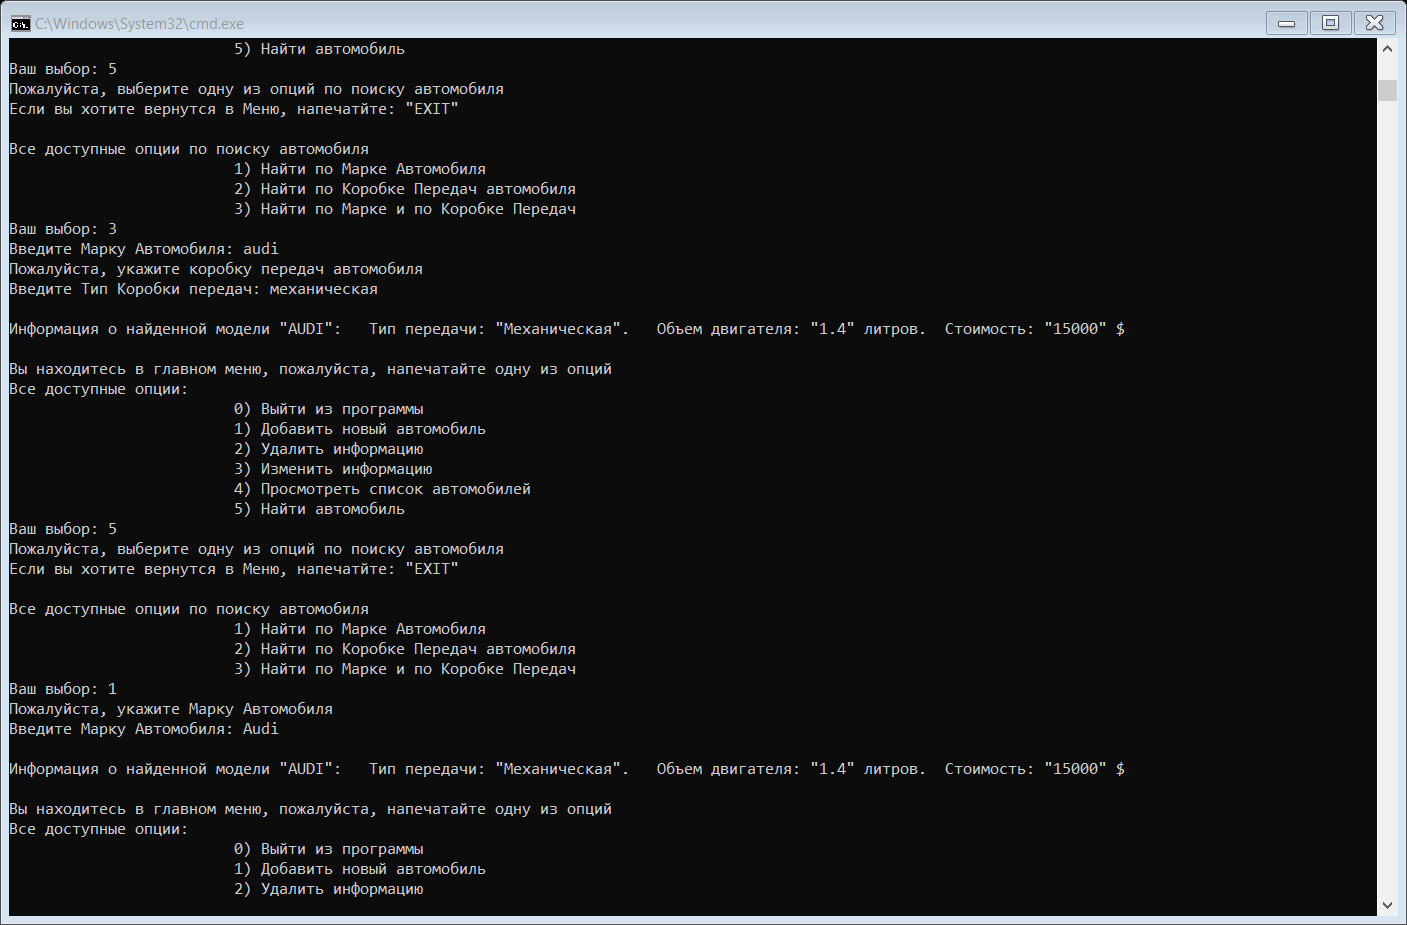 C:\Windows\System32\cmd.exe
5) Найти автомобиль
Ваш выбор: 5
Пожалуйста, выберите одну из опций по поиску автомобиля
Если вы хотите вернутся в Меню, напечатйте: "EXIT"
Все доступные опции по поиску автомобиля
1) Найти по Марке Автомобиля
2) Найти по Коробке Передач автомобиля
3) Найти по Марке и по Коробке Передач
Ваш выбор: 3
Введите Марку Автомобиля: audi
Пожалуйста, укажите коробку передач автомобиля
Введите Тип Коробки передач: механическая
Информация о найденной модели "AUDI":   Тип передачи: "Механическая".   Объем двигателя: "1.4" литров.  Стоимость: "15000" $
Вы находитесь в главном меню, пожалуйста, напечатайте одну из опций
Все доступные опции:
0) Выйти из программы
1) Добавить новый автомобиль
2) Удалить информацию
3) Изменить информацию
4) Просмотреть список автомобилей
5) Найти автомобиль
Ваш выбор: 5
Пожалуйста, выберите одну из опций по поиску автомобиля
Если вы хотите вернутся в Меню, напечатйте: "EXIT"
Все доступные опции по поиску автомобиля
1) Найти по Марке Автомобиля
2) Найти по Коробке Передач автомобиля
3) Найти по Марке и по Коробке Передач
Ваш выбор: 1
Пожалуйста, укажите Марку Автомобиля
Введите Марку Автомобиля: Audi
Информация о найденной модели "AUDI":   Тип передачи: "Механическая".   Объем двигателя: "1.4" литров.  Стоимость: "15000" $
Вы находитесь в главном меню, пожалуйста, напечатайте одну из опций
Все доступные опции:
0) Выйти из программы
1) Добавить новый автомобиль
2) Удалить информацию